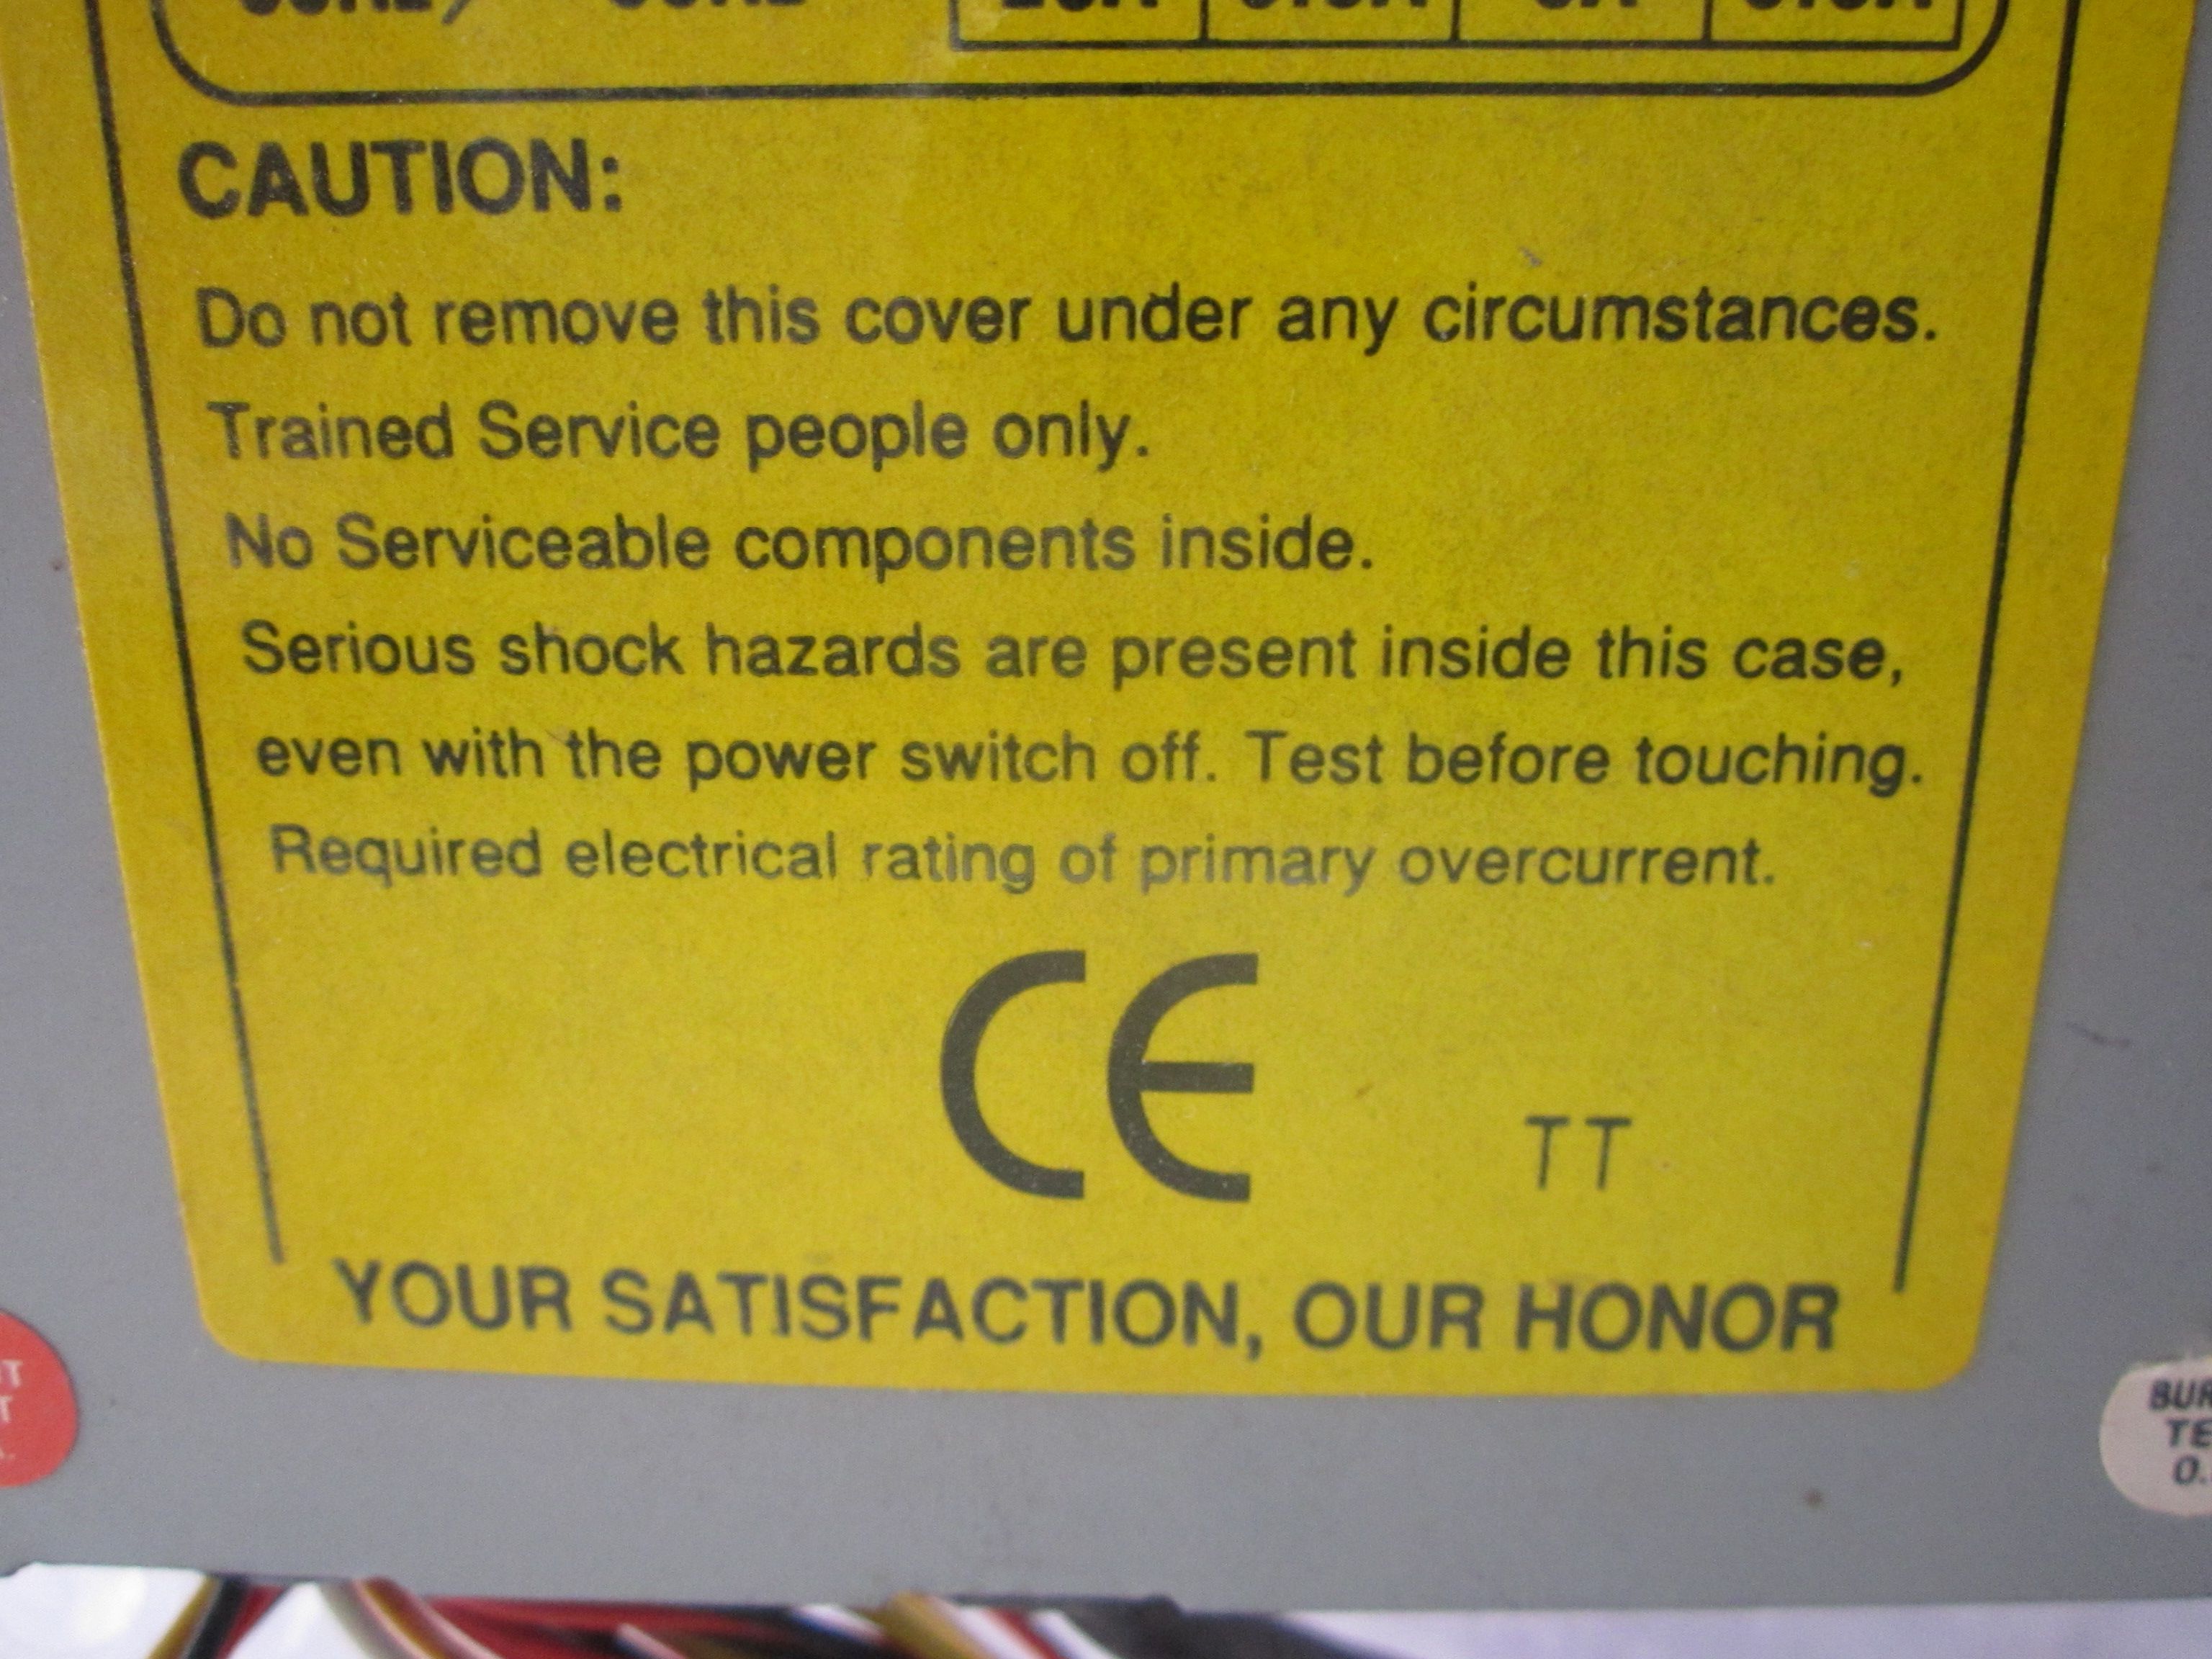 CAUTION:
Do not remove this cover under any circumstances.
Trained Service people only.
No Serviceable components inside.
Serious shock hazards are present inside this case,
even with the power switch off. Test before touching.
Required electrical rating of primary overcurrent.
CE
TT
YOUR SATISFACTION, OUR HONOR